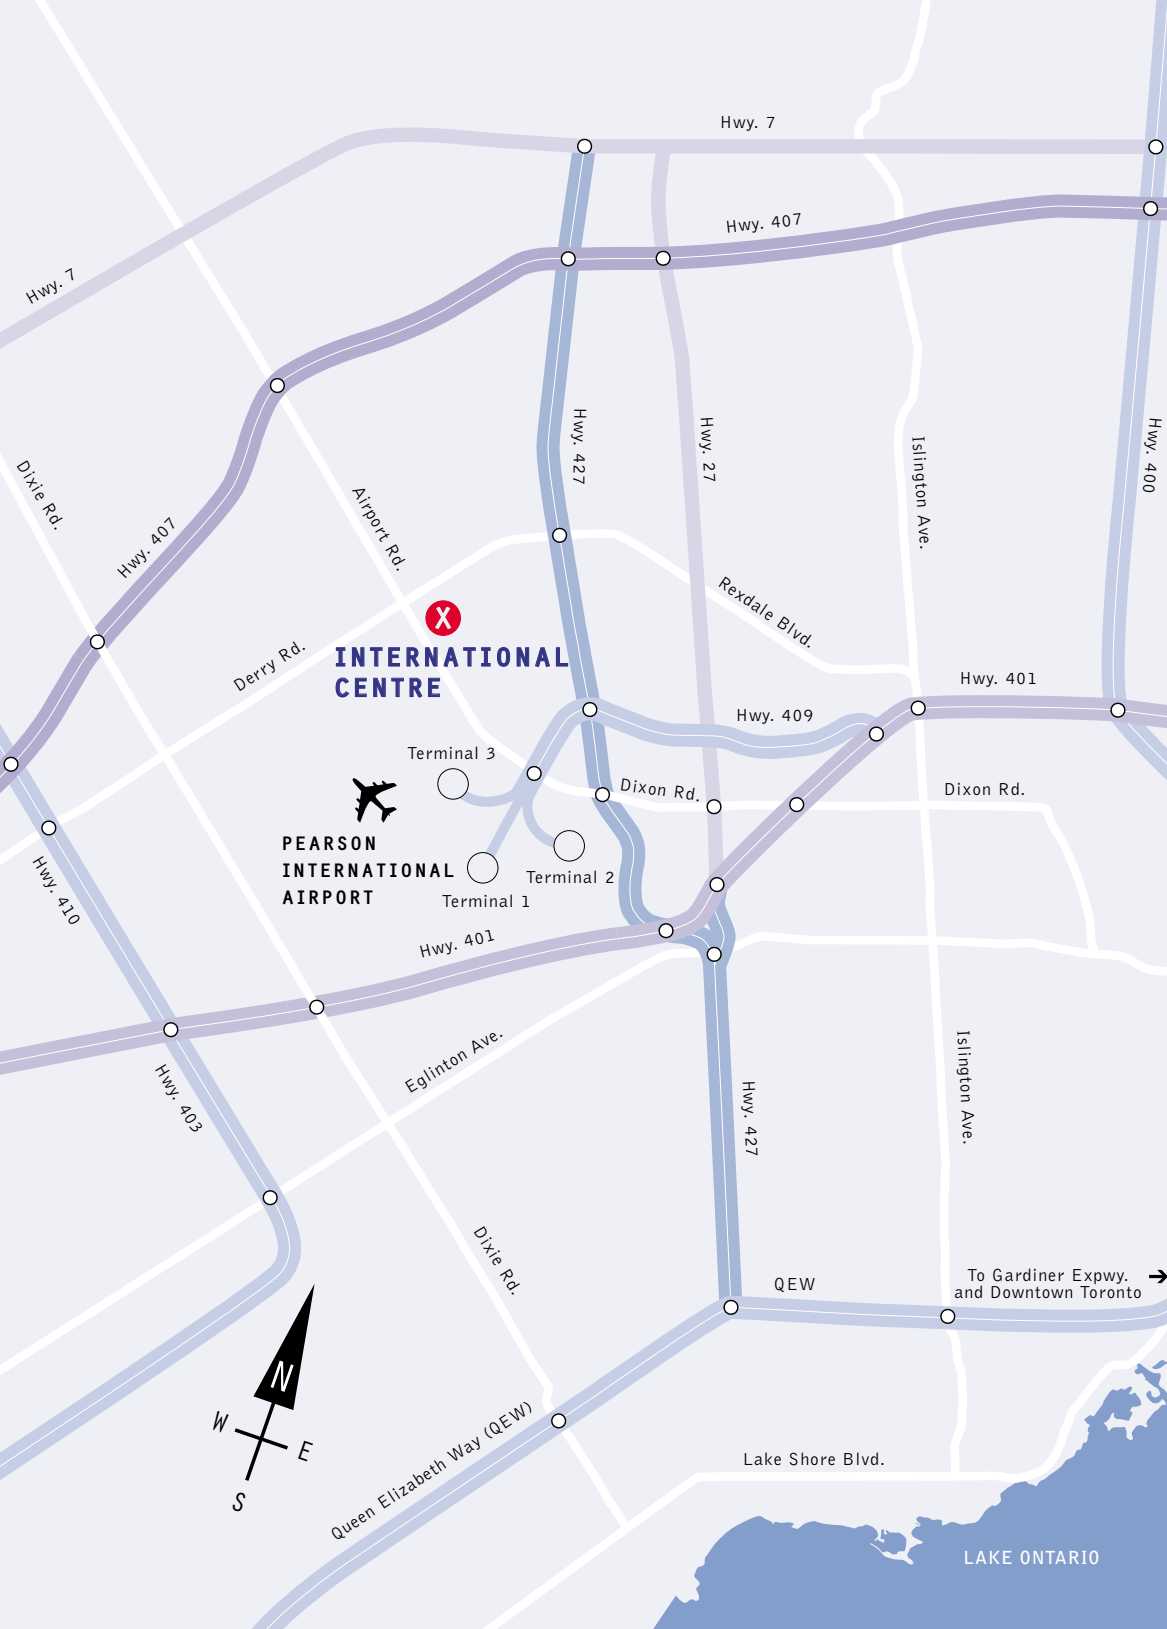 Hwy. 7
Hwy. 407
Hwy. 7
Hwy. 427
Hwy. 27
Islington Ave.
Hwy. 400
Dixie Rd.
Hwy. 407
Airport Rd.
X
Rexdale Blvd.
Derry Rd.
INTERNATIONAL
CENTRE
Hwy. 401
Hwy. 409
Terminal 3
Dixon Rd.
Dixon Rd.
PEARSON
INTERNATIONAL
AIRPORT
Terminal 2
Terminal 1
Hwy. 410
Hwy. 401
Eglinton Ave.
Islington Ave.
Hwy. 403
Hwy. 427
Dixie Rd.
QEW
To Gardiner Expwy.
and Downtown Toronto
N
W
E
S
Queen Elizabeth Way (QEW)
Lake Shore Blvd.
LAKE ONTARIO